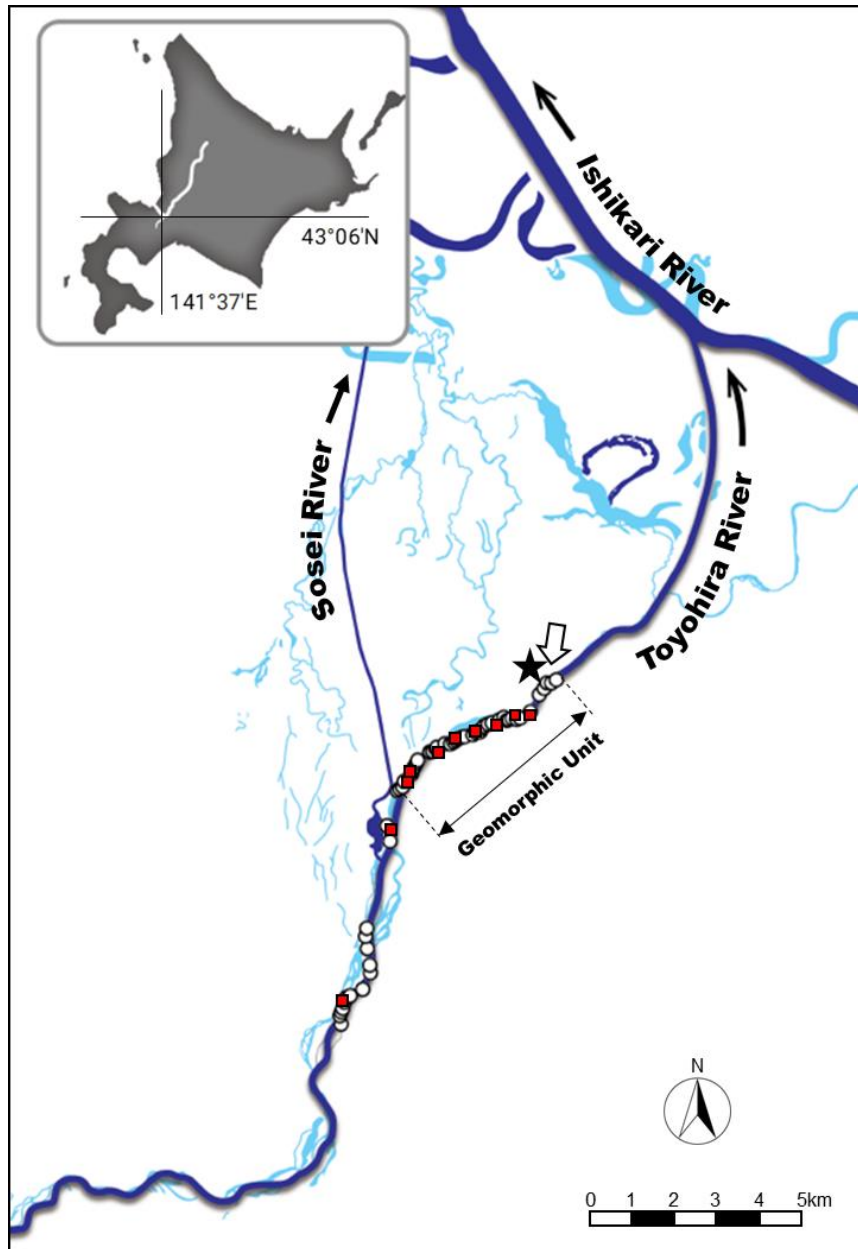 43°06'N
141°37'E
Ishikari River
Sosei River
Toyohira River
Geomorphic Unit
N
0 1 2 3 4 5km